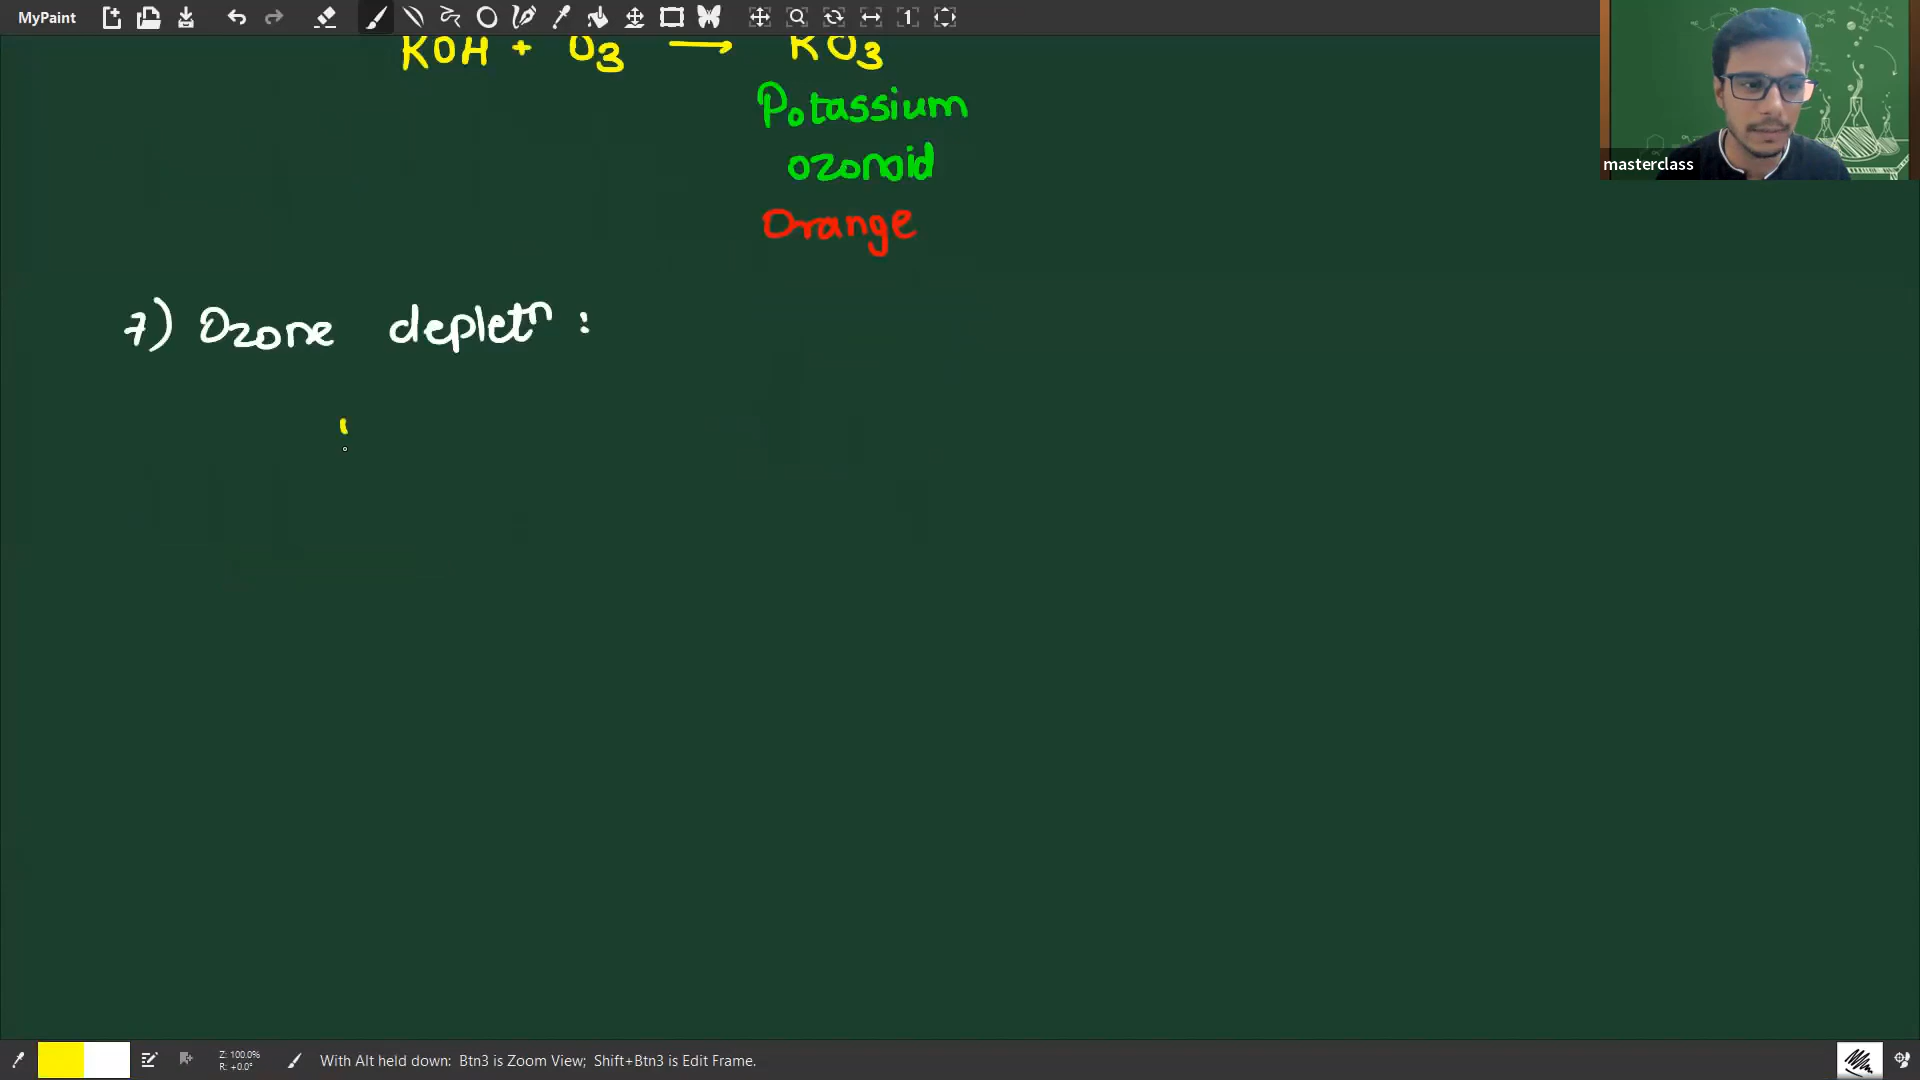 MyPaint
1
KOH + O3 → KO3
Potassium
ozonoid
Orange
masterclass
7) Ozone depletⁿ :
Z: 100.0%
R: +0.0°
With Alt held down: Btn3 is Zoom View; Shift+Btn3 is Edit Frame.